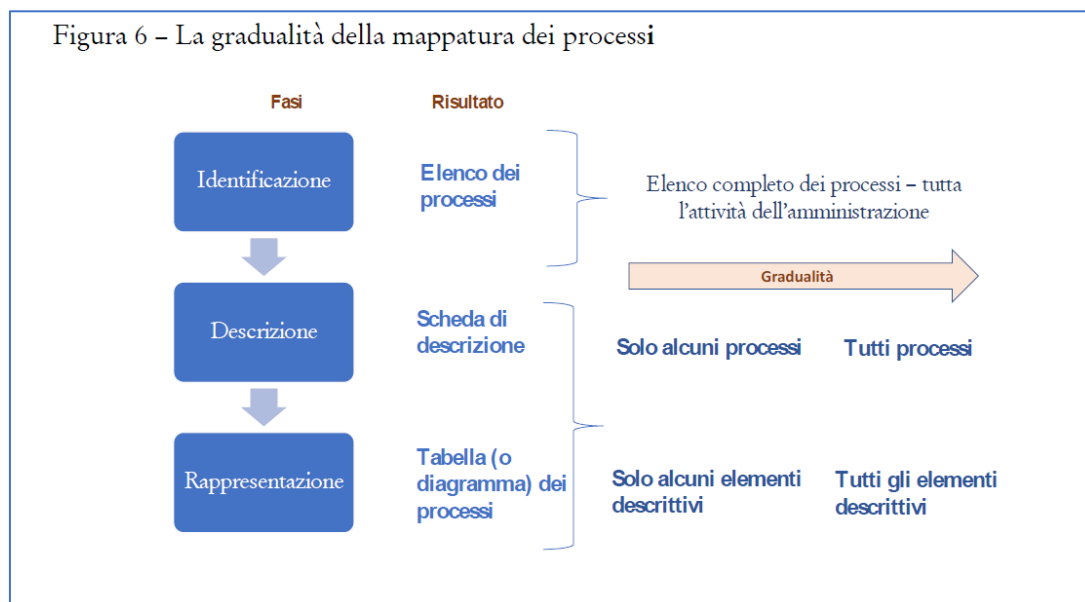 Figura 6 – La gradualità della mappatura dei processi
Fasi
Risultato
Identificazione
Elenco dei
processi
Elenco completo dei processi – tutta
l'attività dell'amministrazione
Gradualità
Descrizione
Scheda di
descrizione
Solo alcuni processi
Tutti processi
Rappresentazione
Tabella (o
diagramma) dei
processi
Solo alcuni elementi
descrittivi
Tutti gli elementi
descrittivi